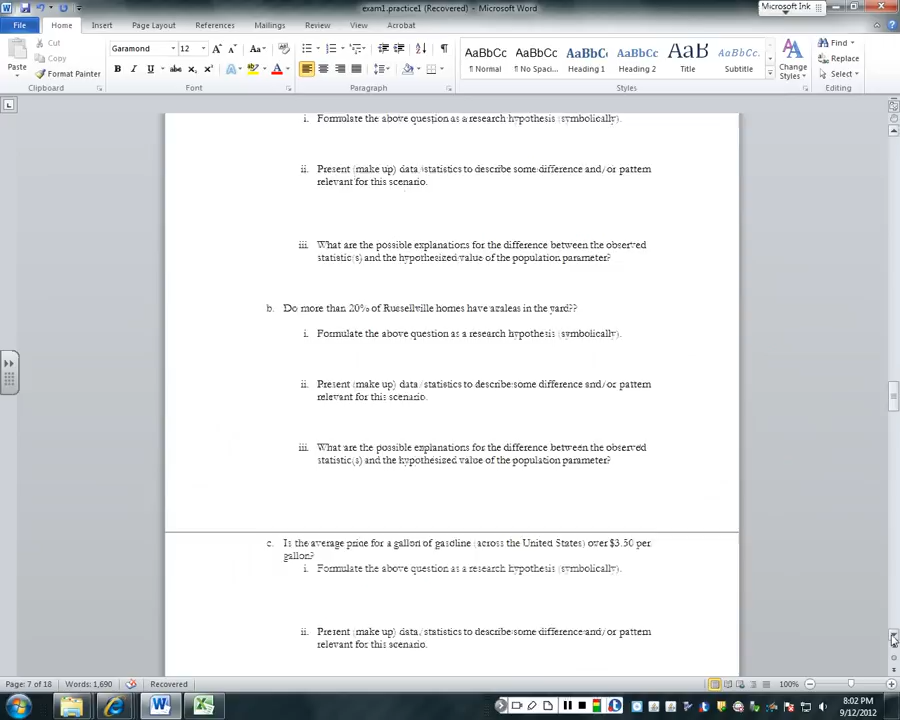 exam1.practice1 (Recovered) - Microsoft Word
Microsoft Ink
File Home Insert Page Layout References Mailings Review View Acrobat
Paste
Cut
Copy
Format Painter
Clipboard
Garamond 12
B I U abc x₂ x² A
Font
Paragraph
AaBbCc AaBbCc AaBbCc AaBbCc AaB AaBbCc.
¶ Normal ¶ No Spaci... Heading 1 Heading 2 Title Subtitle
Change Styles
Styles
Find
Replace
Select
Editing
i. Formulate the above question as a research hypothesis (symbolically).
ii. Present (make up) data/statistics to describe some difference and/or pattern
relevant for this scenario.
iii. What are the possible explanations for the difference between the observed
statistic(s) and the hypothesized value of the population parameter?
b. Do more than 20% of Russellville homes have azaleas in the yard??
i. Formulate the above question as a research hypothesis (symbolically).
ii. Present (make up) data/statistics to describe some difference and/or pattern
relevant for this scenario.
iii. What are the possible explanations for the difference between the observed
statistic(s) and the hypothesized value of the population parameter?
c. Is the average price for a gallon of gasoline (across the United States) over $3.50 per
gallon?
i. Formulate the above question as a research hypothesis (symbolically).
ii. Present (make up) data/statistics to describe some difference and/or pattern
relevant for this scenario.
Page: 7 of 18 Words: 1,690 Recovered 100%
8:02 PM
9/12/2012